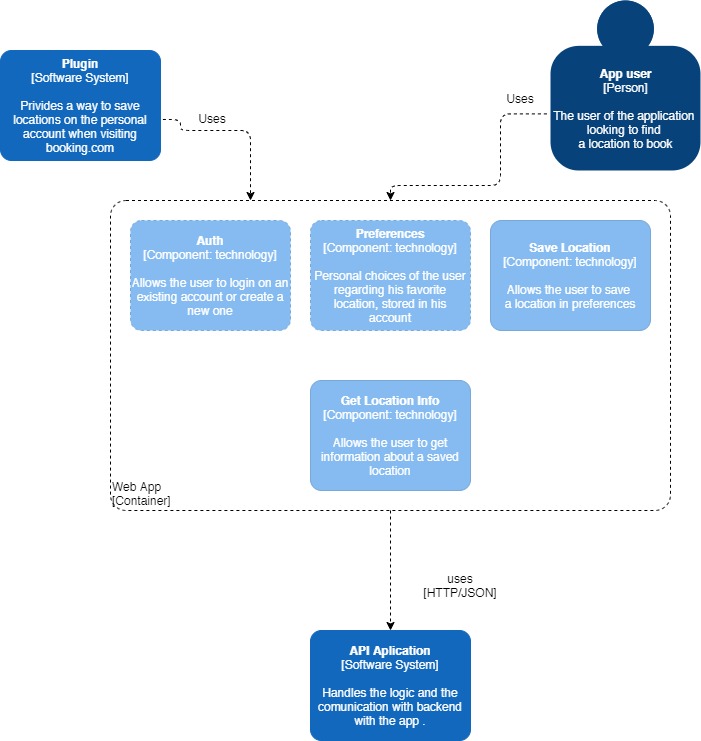 Plugin
[Software System]
Privides a way to save
locations on the personal
account when visiting
booking.com
Uses
App user
[Person]
The user of the application
looking to find
a location to book
Uses
Auth
[Component: technology]
Allows the user to login on an
existing account or create a
new one
Preferences
[Component: technology]
Personal choices of the user
regarding his favorite
location, stored in his
account
Save Location
[Component: technology]
Allows the user to save
a location in preferences
Get Location Info
[Component: technology]
Allows the user to get
information about a saved
location
Web App
[Container]
uses
[HTTP/JSON]
API Aplication
[Software System]
Handles the logic and the
comunication with backend
with the app .